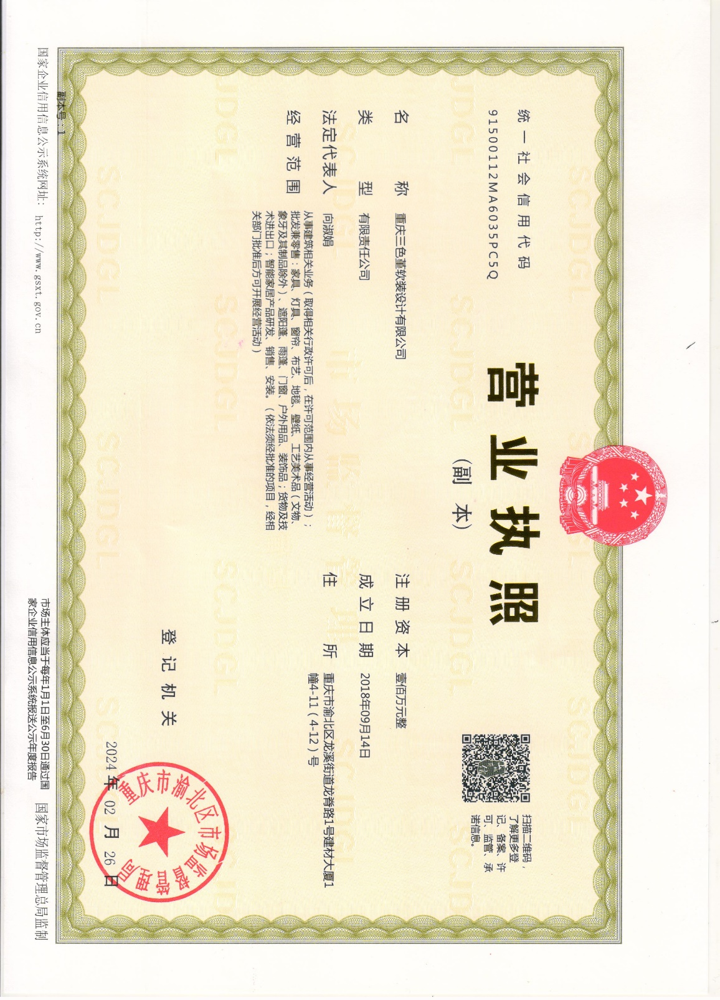 统一社会信用代码
91500112MA6035PC5Q
营业执照
（副本）
扫描二维码，
了解更多登
记、备案、许
可、监管、承
诺信息。
名称 重庆三色堇软装设计有限公司
类型 有限责任公司
法定代表人 向淑娟
经营范围 从事建筑相关业务（取得相关行政许可后，在许可范围内从事经营活动）；
批发兼零售：家具、灯具、窗帘、布艺、地毯、壁纸、工艺美术品（文物、
象牙及其制品除外）、遮阳蓬、雨蓬、门窗、户外用品、装饰品；货物及技
术进出口；智能家居产品研发、销售、安装。（依法须经批准的项目，经相
关部门批准后方可开展经营活动）
注册资本 壹佰万元整
成立日期 2018年09月14日
住所 重庆市渝北区龙溪街道龙脊路1号建材大厦1
幢4-11（4-12）号
登记机关
重庆市渝北区市场监督管理局
2024年02月26日
副本号:1
国家企业信用信息公示系统网址：http://www.gsxt.gov.cn
市场主体应当于每年1月1日至6月30日通过国
家企业信用信息公示系统报送公示年度报告
国家市场监督管理总局监制
SCJDGL
市场监督管理